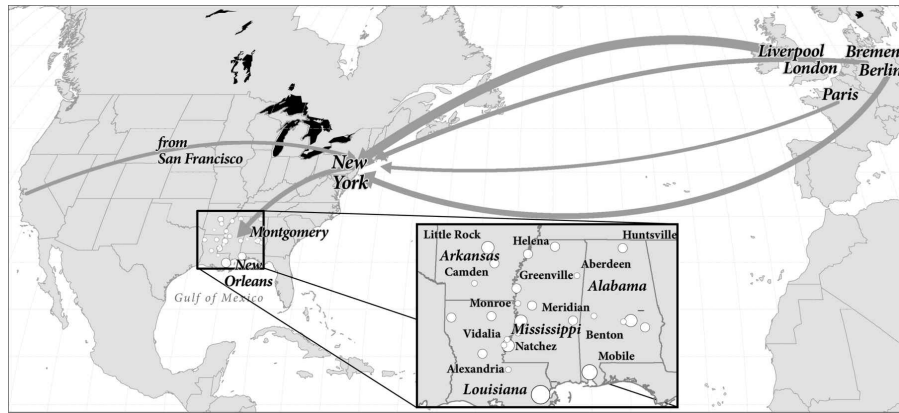 Liverpool
Bremen
London
Berlin
Paris
from
San Francisco
New
York
Montgomery
New
Orleans
Gulf of Mexico
Little Rock
Helena
Huntsville
Arkansas
Camden
Greenville
Aberdeen
Alabama
Monroe
Meridian
Vidalia
Mississippi
Benton
Natchez
Mobile
Alexandria
Louisiana